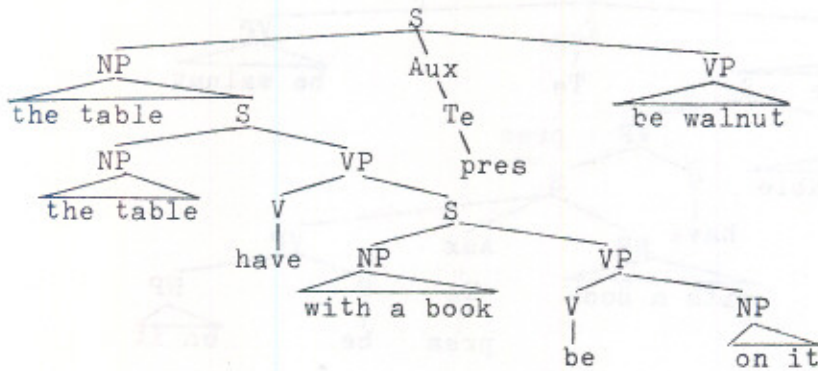 S
NP Aux VP
the table S Te be walnut
NP VP pres
the table V S
have NP VP
with a book V NP
be on it